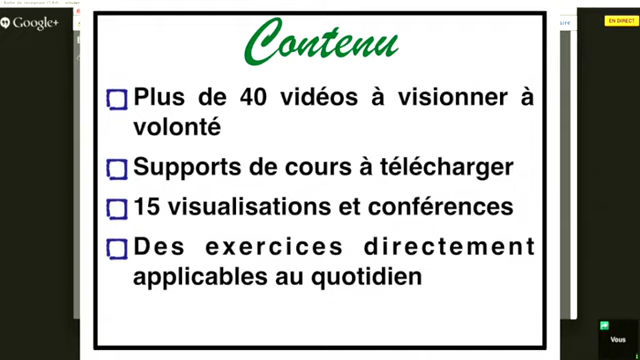 Google+
EN DIRECT
Contenu
Plus de 40 vidéos à visionner à
volonté
Supports de cours à télécharger
15 visualisations et conférences
Des exercices directement
applicables au quotidien
Vous